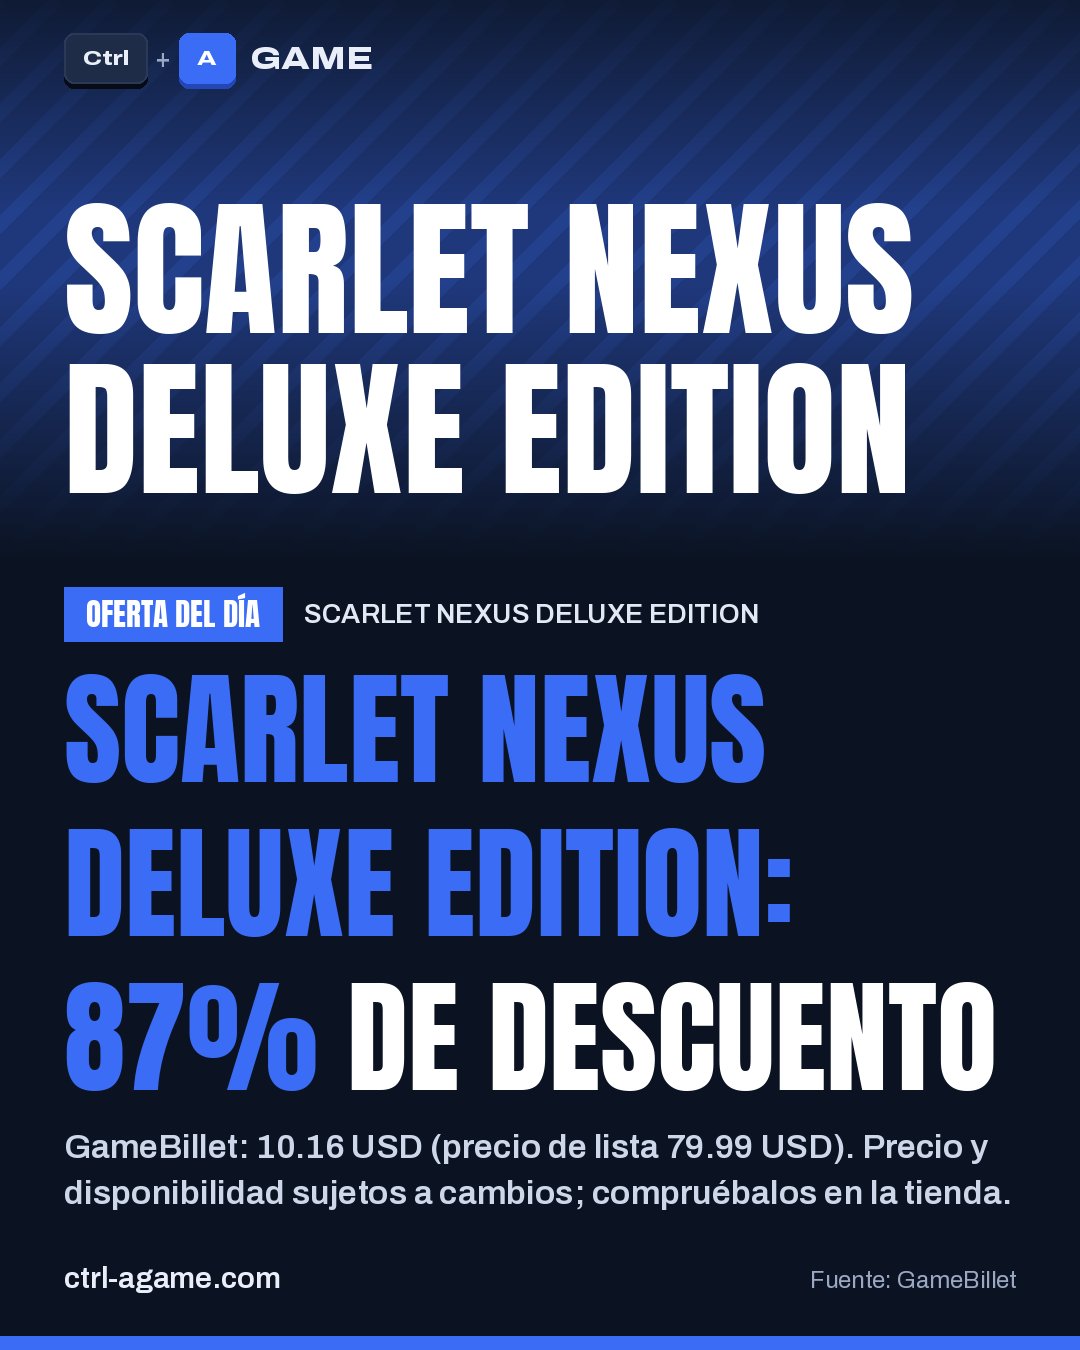 Ctrl + A GAME
SCARLET NEXUS
DELUXE EDITION
OFERTA DEL DÍA SCARLET NEXUS DELUXE EDITION
SCARLET NEXUS
DELUXE EDITION:
87% DE DESCUENTO
GameBillet: 10.16 USD (precio de lista 79.99 USD). Precio y
disponibilidad sujetos a cambios; compruébalos en la tienda.
ctrl-agame.com
Fuente: GameBillet